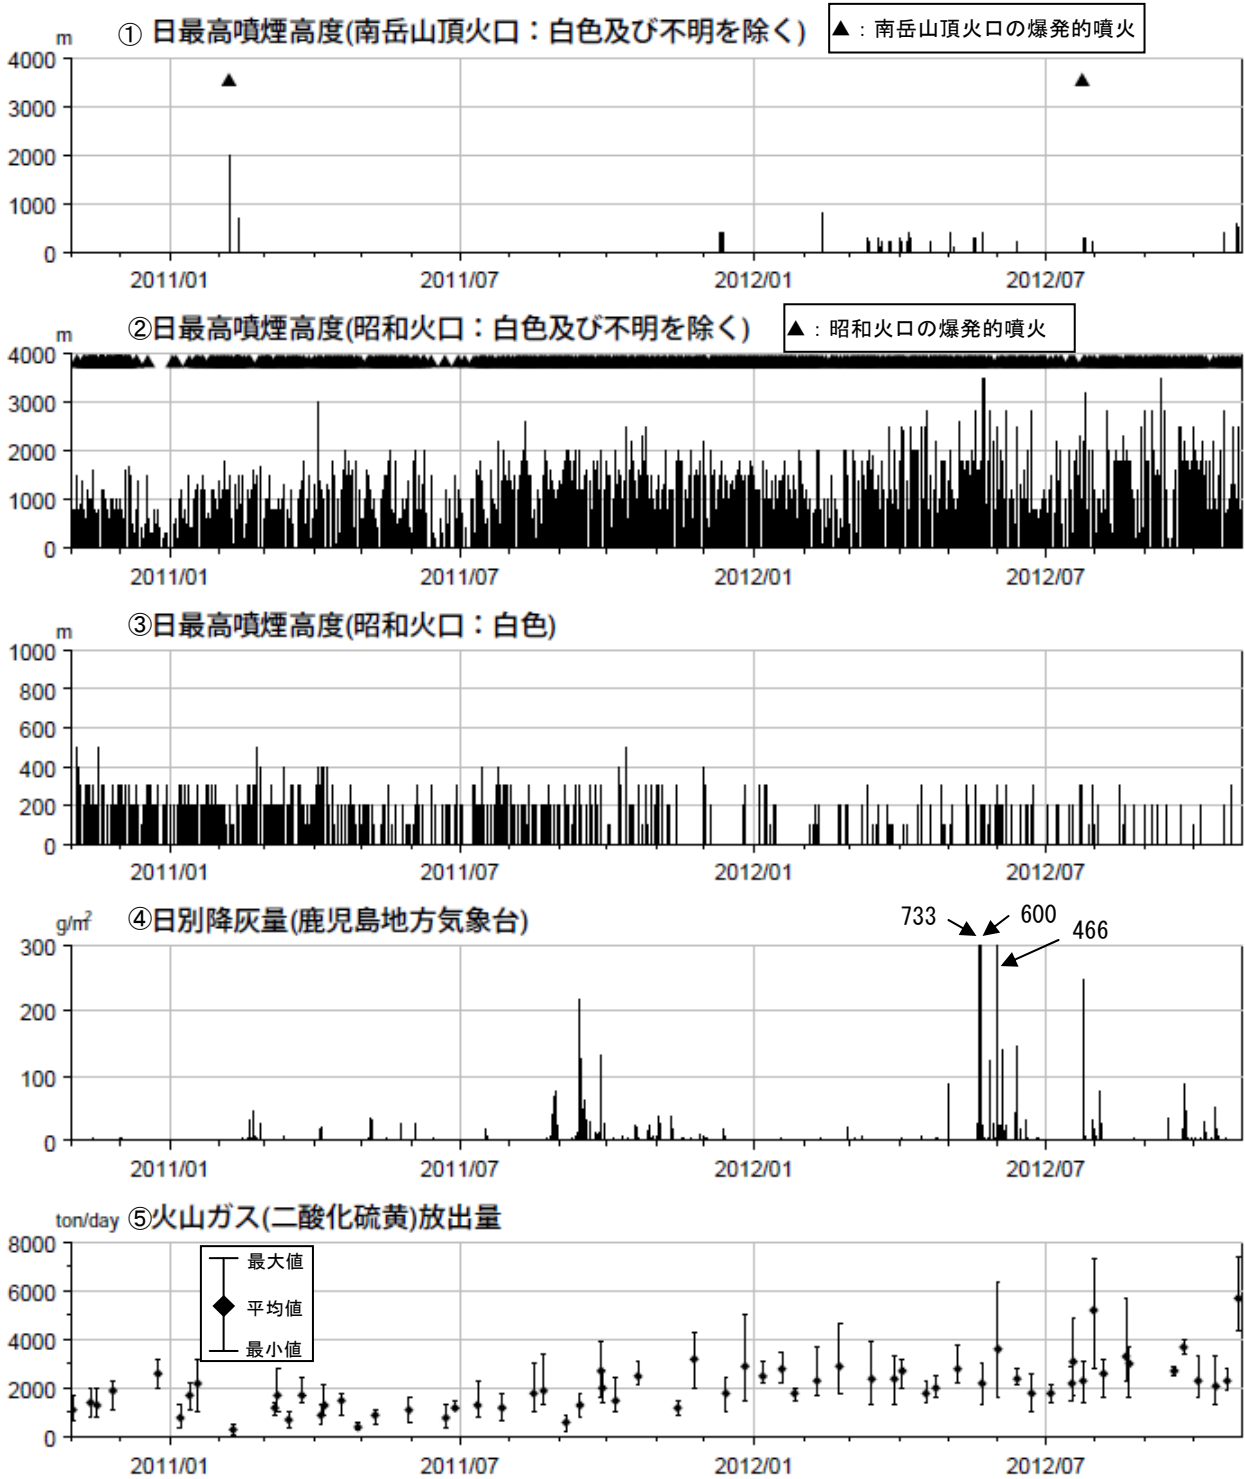 m ① 日最高噴煙高度(南岳山頂火口：白色及び不明を除く)
▲：南岳山頂火口の爆発的噴火
4000
3000
2000
1000
0
2011/01 2011/07 2012/01 2012/07
m ②日最高噴煙高度(昭和火口：白色及び不明を除く)
▲：昭和火口の爆発的噴火
4000
3000
2000
1000
0
2011/01 2011/07 2012/01 2012/07
m ③日最高噴煙高度(昭和火口：白色)
1000
800
600
400
200
0
2011/01 2011/07 2012/01 2012/07
g/㎡ ④日別降灰量(鹿児島地方気象台)
733 600
466
300
200
100
0
2011/01 2011/07 2012/01 2012/07
ton/day ⑤火山ガス(二酸化硫黄)放出量
最大値
平均値
最小値
8000
6000
4000
2000
0
2011/01 2011/07 2012/01 2012/07